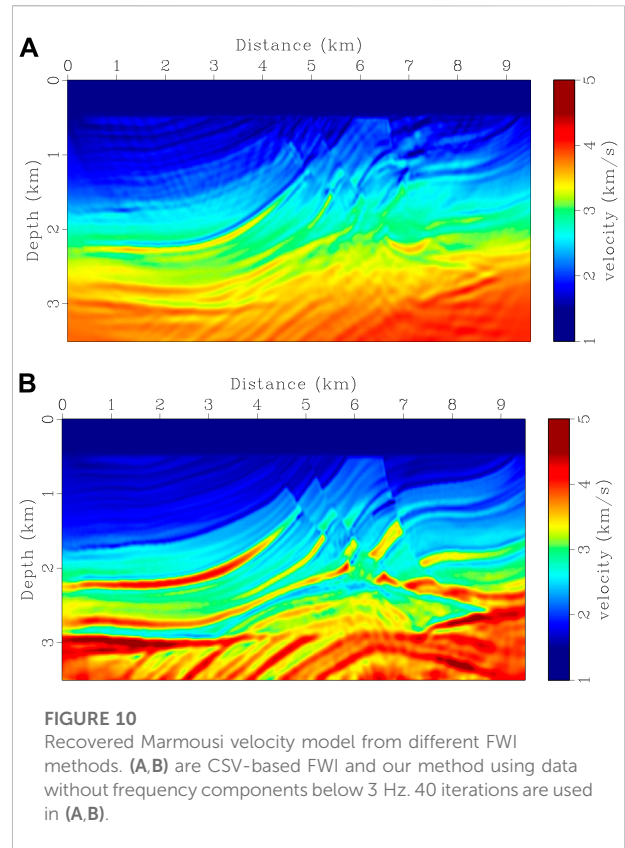 A
Distance (km)
0 1 2 3 4 5 6 7 8 9
Depth (km)
0 1 2 3
velocity (km/s)
1 2 3 4 5
B
Distance (km)
0 1 2 3 4 5 6 7 8 9
Depth (km)
0 1 2 3
velocity (km/s)
1 2 3 4 5
FIGURE 10
Recovered Marmousi velocity model from different FWI
methods. (A,B) are CSV-based FWI and our method using data
without frequency components below 3 Hz. 40 iterations are used
in (A,B).